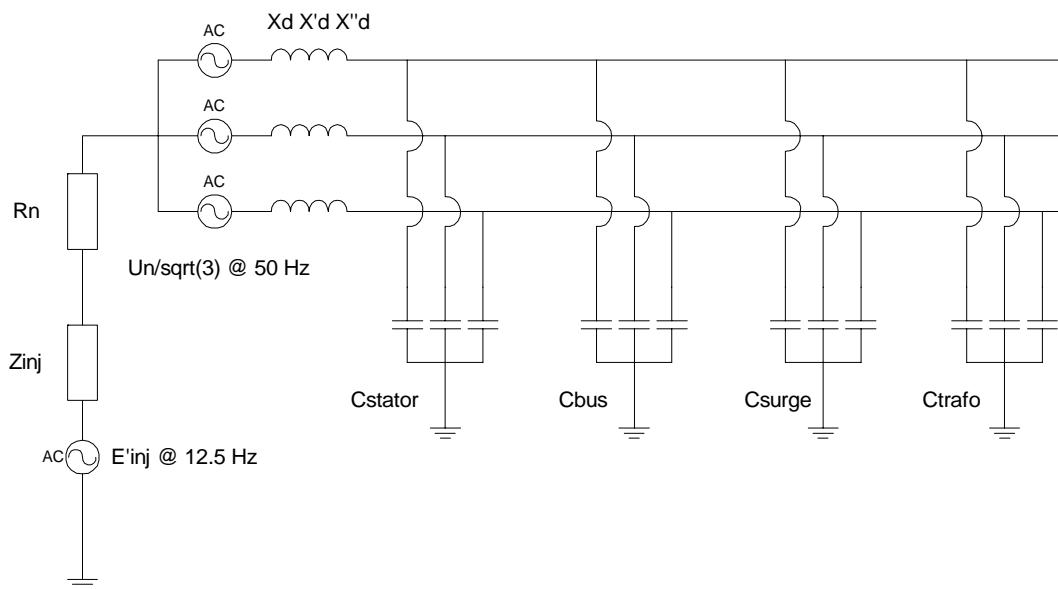 Xd X'd X"d
AC
AC
AC
Rn
Un/sqrt(3) @ 50 Hz
Zinj
Cstator
Cbus
Csurge
Ctrafo
AC
E'inj @ 12.5 Hz